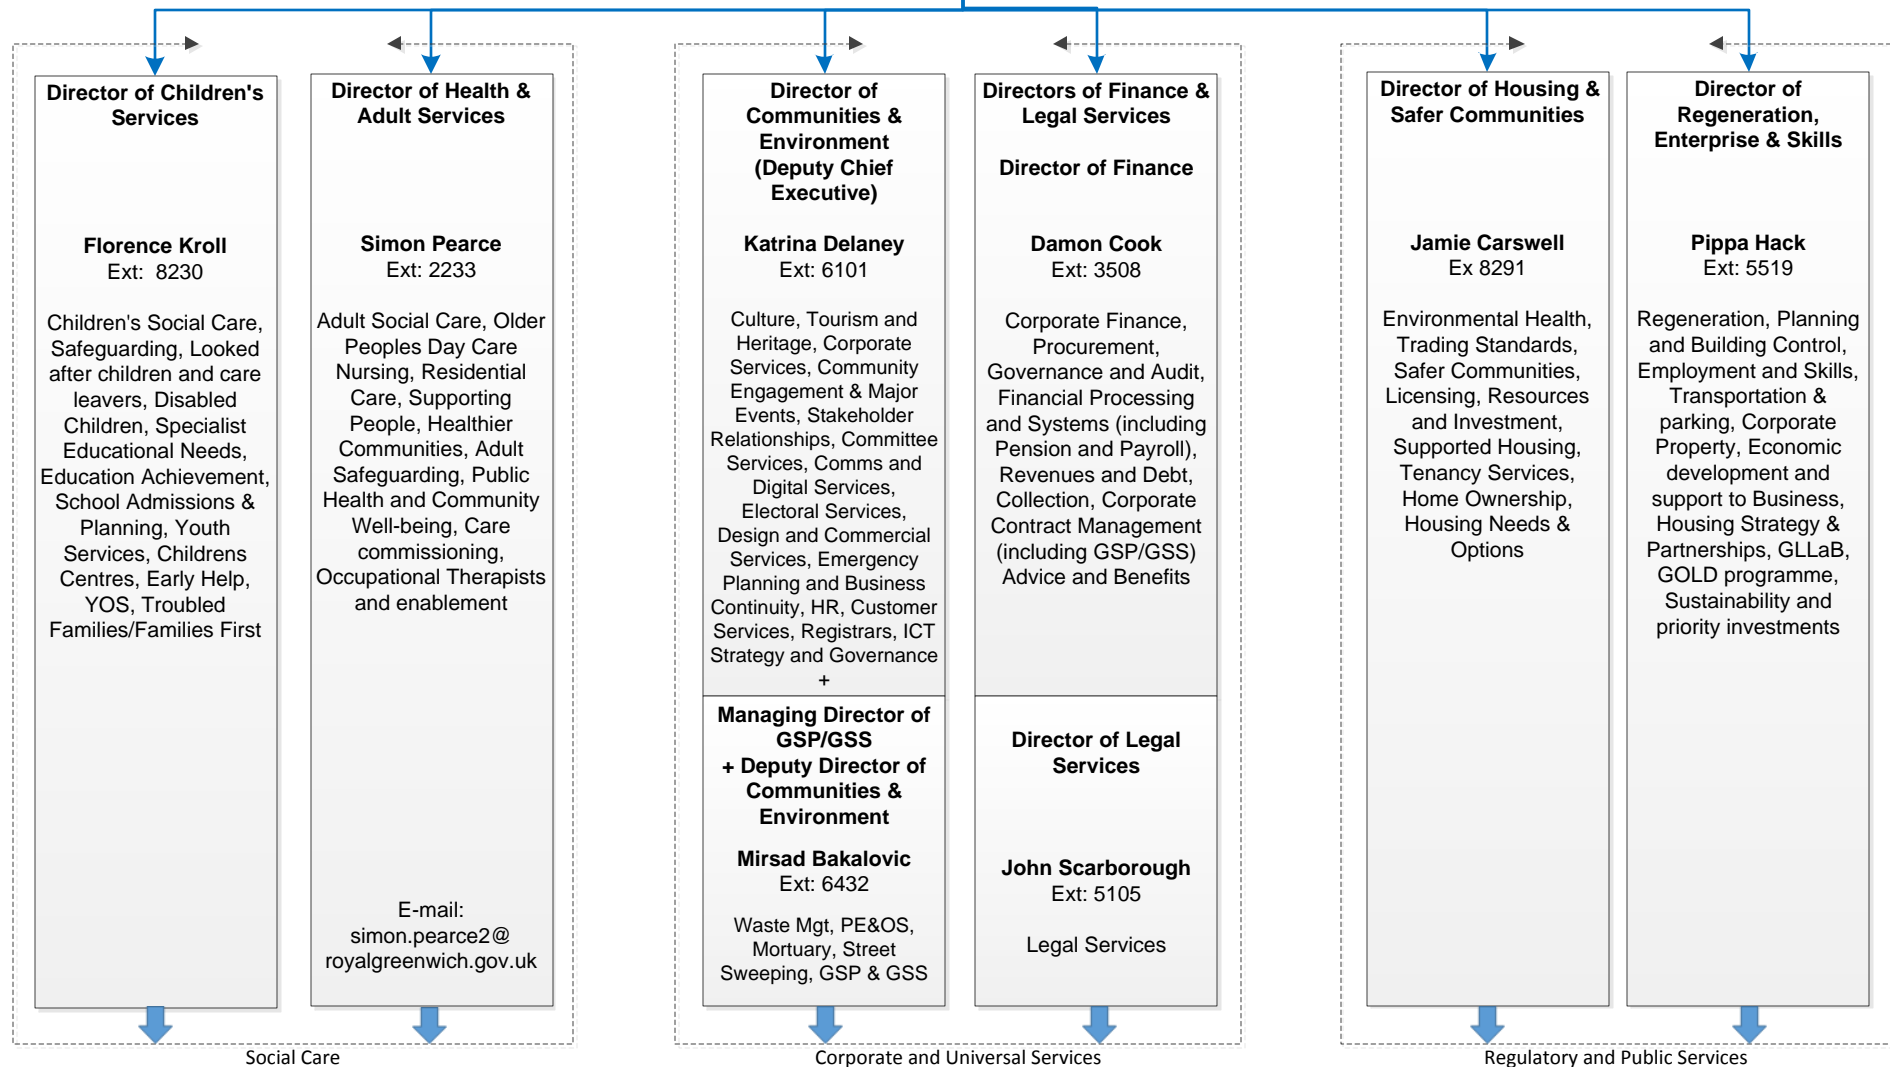 Director of Children's
Services
Florence Kroll
Ext:  8230
Children's Social Care,
Safeguarding, Looked
after children and care
leavers, Disabled
Children, Specialist
Educational Needs,
Education Achievement,
School Admissions &
Planning, Youth
Services, Childrens
Centres, Early Help,
YOS, Troubled
Families/Families First
Director of Health &
Adult Services
Simon Pearce
Ext: 2233
Adult Social Care, Older
Peoples Day Care
Nursing, Residential
Care, Supporting
People, Healthier
Communities, Adult
Safeguarding, Public
Health and Community
Well-being, Care
commissioning,
Occupational Therapists
and enablement
E-mail:
simon.pearce2@
royalgreenwich.gov.uk
Social Care
Director of
Communities &
Environment
(Deputy Chief
Executive)
Katrina Delaney
Ext: 6101
Culture, Tourism and
Heritage, Corporate
Services, Community
Engagement & Major
Events, Stakeholder
Relationships, Committee
Services, Comms and
Digital Services,
Electoral Services,
Design and Commercial
Services, Emergency
Planning and Business
Continuity, HR, Customer
Services, Registrars, ICT
Strategy and Governance
+
Managing Director of
GSP/GSS
+ Deputy Director of
Communities &
Environment
Mirsad Bakalovic
Ext: 6432
Waste Mgt, PE&OS,
Mortuary, Street
Sweeping, GSP & GSS
Directors of Finance &
Legal Services
Director of Finance
Damon Cook
Ext: 3508
Corporate Finance,
Procurement,
Governance and Audit,
Financial Processing
and Systems (including
Pension and Payroll),
Revenues and Debt,
Collection, Corporate
Contract Management
(including GSP/GSS)
Advice and Benefits
Director of Legal
Services
John Scarborough
Ext: 5105
Legal Services
Corporate and Universal Services
Director of Housing &
Safer Communities
Jamie Carswell
Ex 8291
Environmental Health,
Trading Standards,
Safer Communities,
Licensing, Resources
and Investment,
Supported Housing,
Tenancy Services,
Home Ownership,
Housing Needs &
Options
Director of
Regeneration,
Enterprise & Skills
Pippa Hack
Ext: 5519
Regeneration, Planning
and Building Control,
Employment and Skills,
Transportation &
parking, Corporate
Property, Economic
development and
support to Business,
Housing Strategy &
Partnerships, GLLaB,
GOLD programme,
Sustainability and
priority investments
Regulatory and Public Services